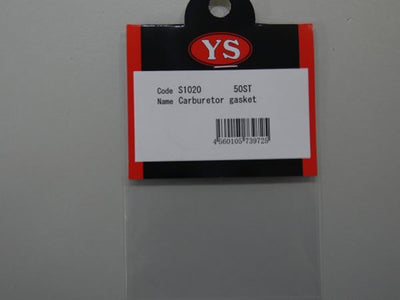 YS
Code S1020 50ST
Name Carburetor gasket
4560105739725